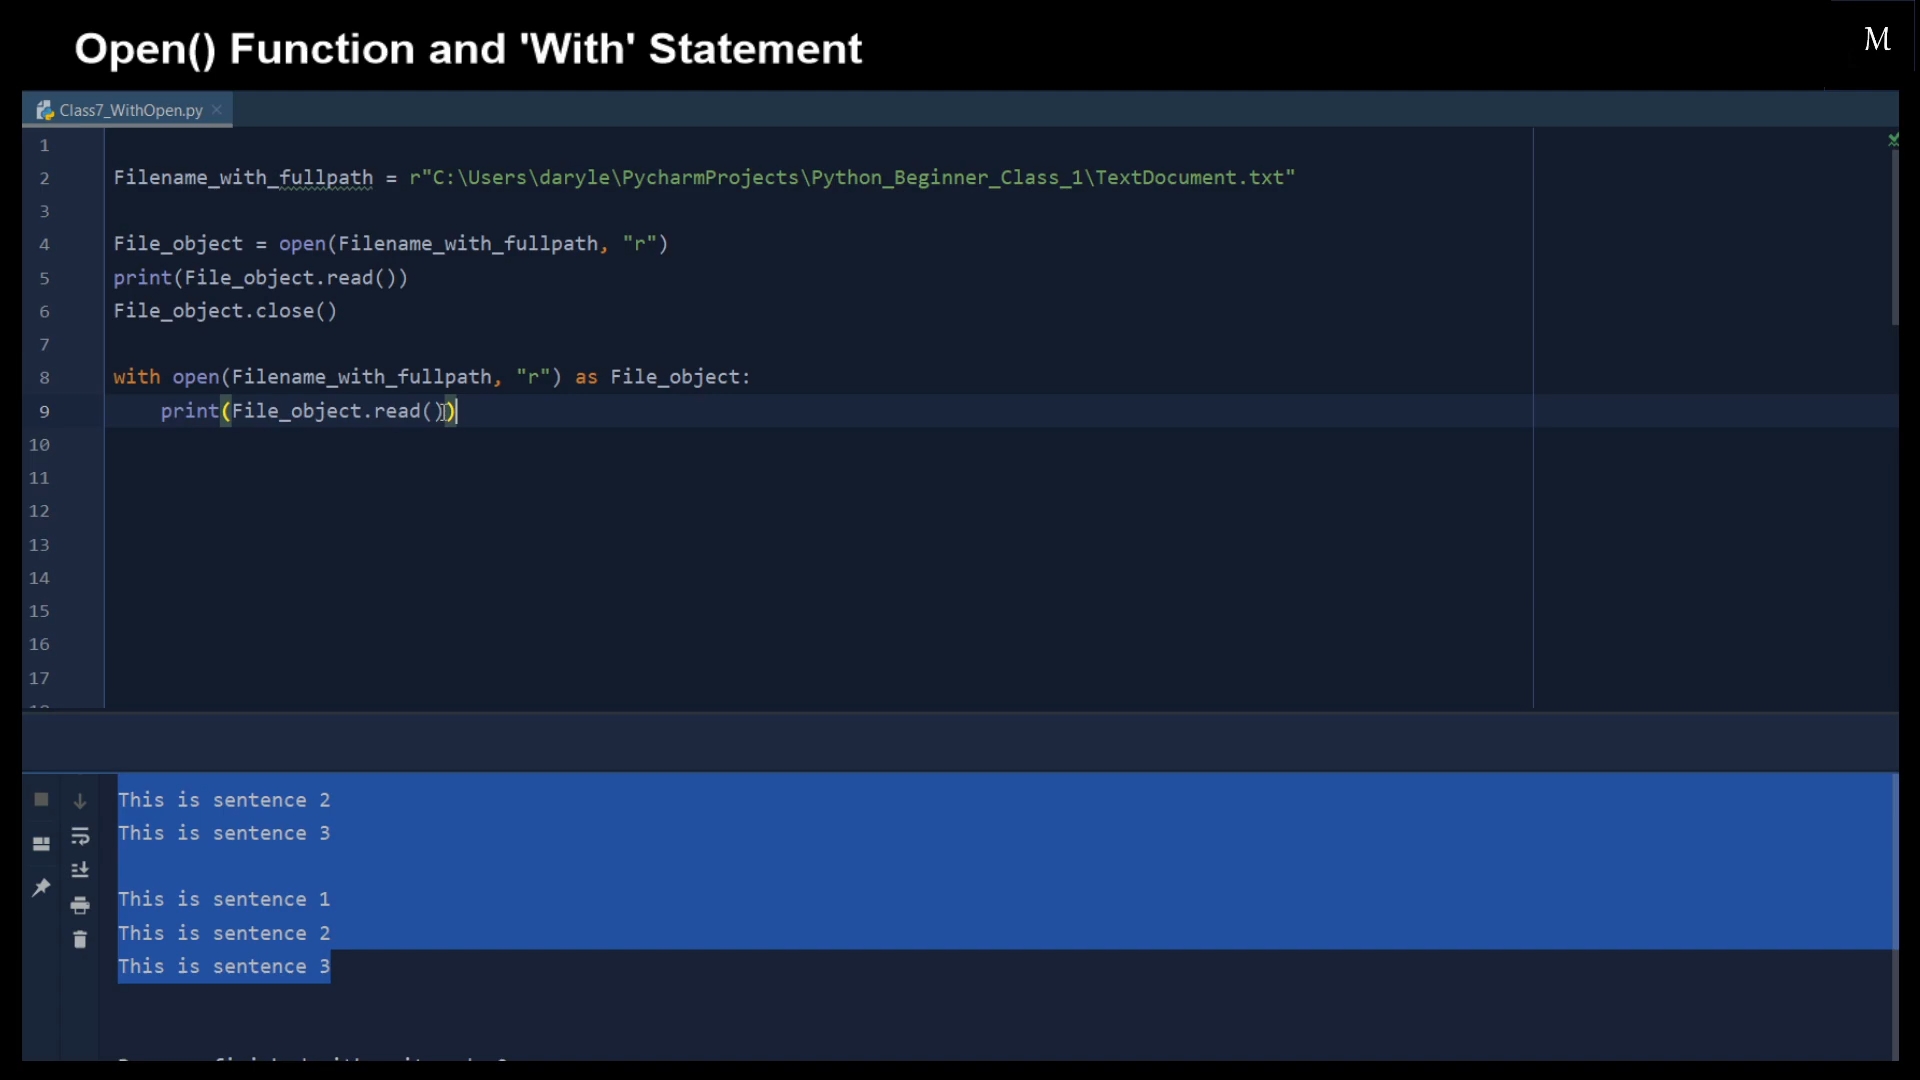 Open() Function and 'With' Statement
M
Class7_WithOpen.py
1
2 Filename_with_fullpath = r"C:\Users\daryle\PycharmProjects\Python_Beginner_Class_1\TextDocument.txt"
3
4 File_object = open(Filename_with_fullpath, "r")
5 print(File_object.read())
6 File_object.close()
7
8 with open(Filename_with_fullpath, "r") as File_object:
9 print(File_object.read())
10
11
12
13
14
15
16
17
This is sentence 2
This is sentence 3
This is sentence 1
This is sentence 2
This is sentence 3